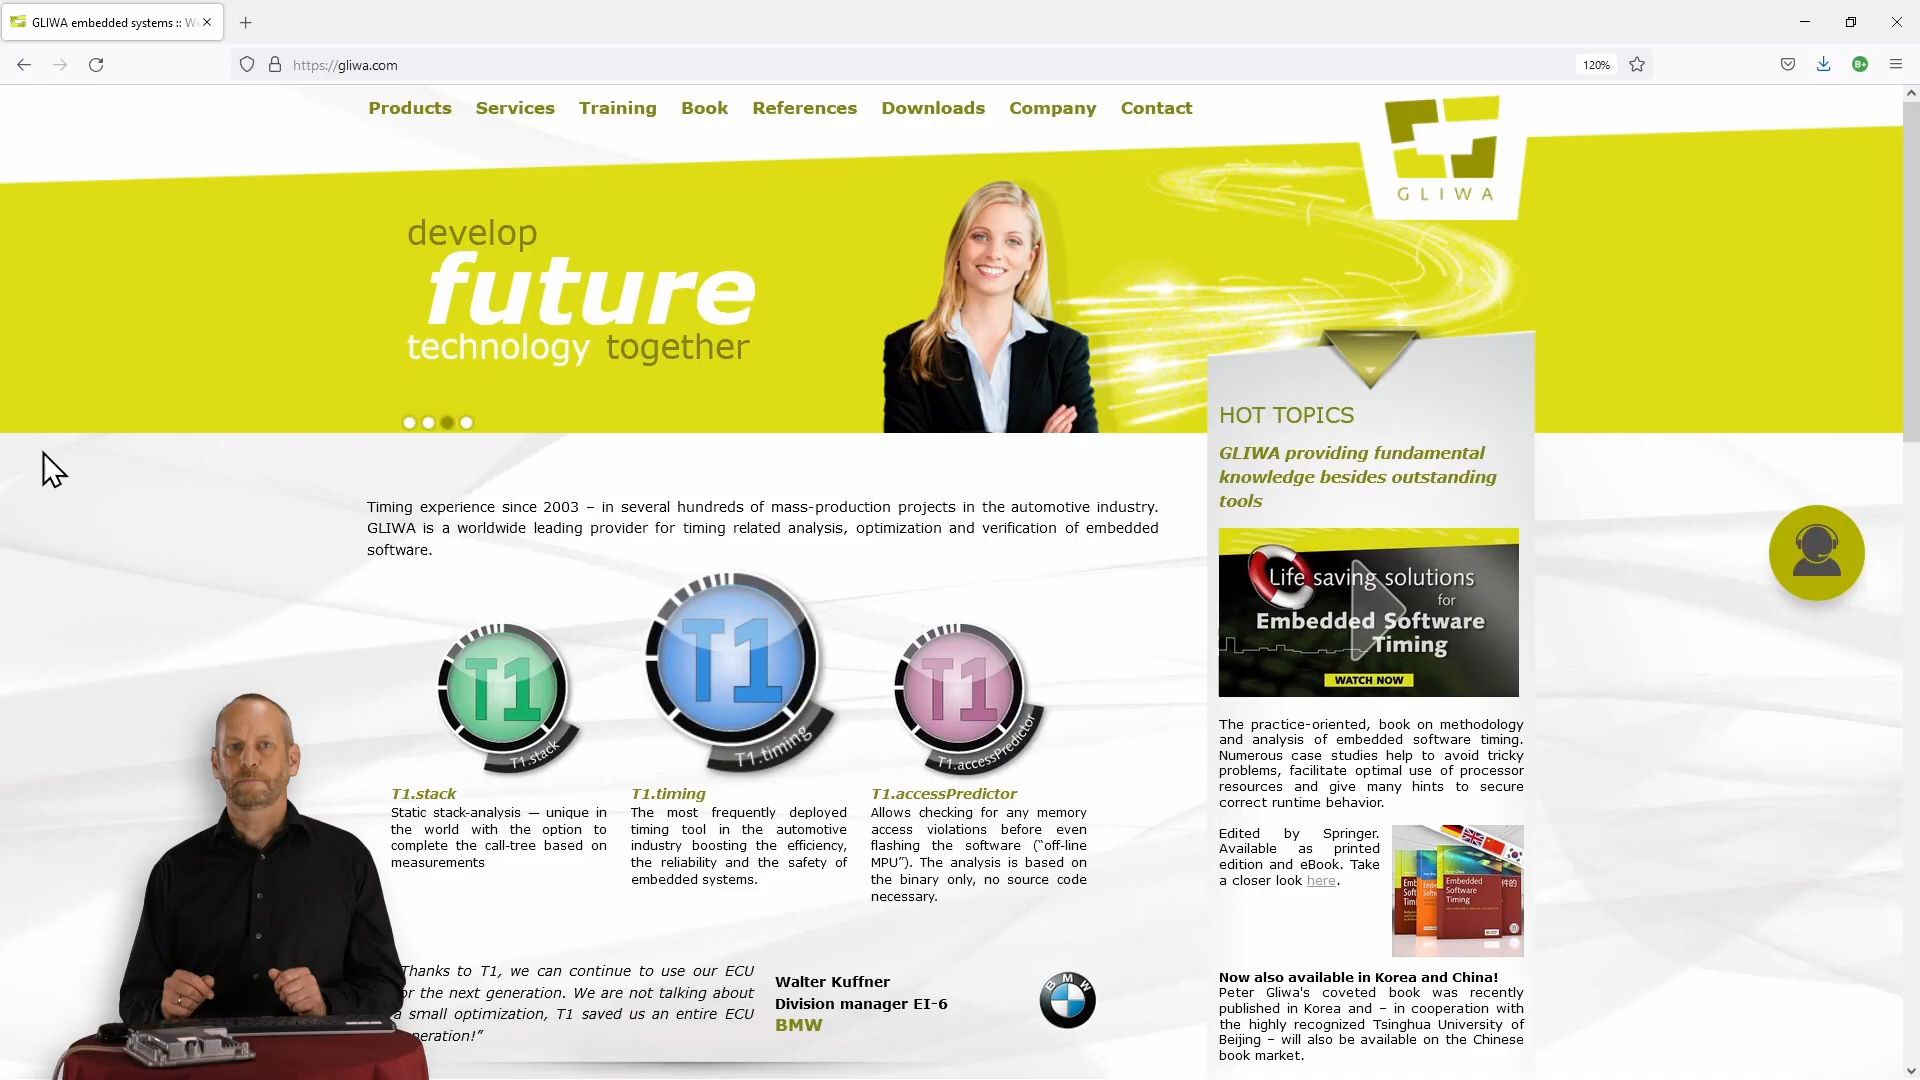 GLIWA embedded systems :: W
https://gliwa.com
120%
Products Services Training Book References Downloads Company Contact
GLIWA
develop
future
technology together
HOT TOPICS
GLIWA providing fundamental
knowledge besides outstanding
tools
Timing experience since 2003 – in several hundreds of mass-production projects in the automotive industry.
GLIWA is a worldwide leading provider for timing related analysis, optimization and verification of embedded
software.
Life saving solutions
for
Embedded Software
Timing
WATCH NOW
T1
T1.stack
T1
T1.timing
T1
T1.accessPredictor
T1.stack
Static stack-analysis — unique in
the world with the option to
complete the call-tree based on
measurements
T1.timing
The most frequently deployed
timing tool in the automotive
industry boosting the efficiency,
the reliability and the safety of
embedded systems.
T1.accessPredictor
Allows checking for any memory
access violations before even
flashing the software (“off-line
MPU”). The analysis is based on
the binary only, no source code
necessary.
The practice-oriented, book on methodology
and analysis of embedded software timing.
Numerous case studies help to avoid tricky
problems, facilitate optimal use of processor
resources and give many hints to secure
correct runtime behavior.
Edited by Springer.
Available as printed
edition and eBook. Take
a closer look here.
Embedded
Software
Timing
Thanks to T1, we can continue to use our ECU
or the next generation. We are not talking about
a small optimization, T1 saved us an entire ECU
neration!”
Walter Kuffner
Division manager EI-6
BMW
BMW
Now also available in Korea and China!
Peter Gliwa's coveted book was recently
published in Korea and – in cooperation with
the highly recognized Tsinghua University of
Beijing – will also be available on the Chinese
book market.